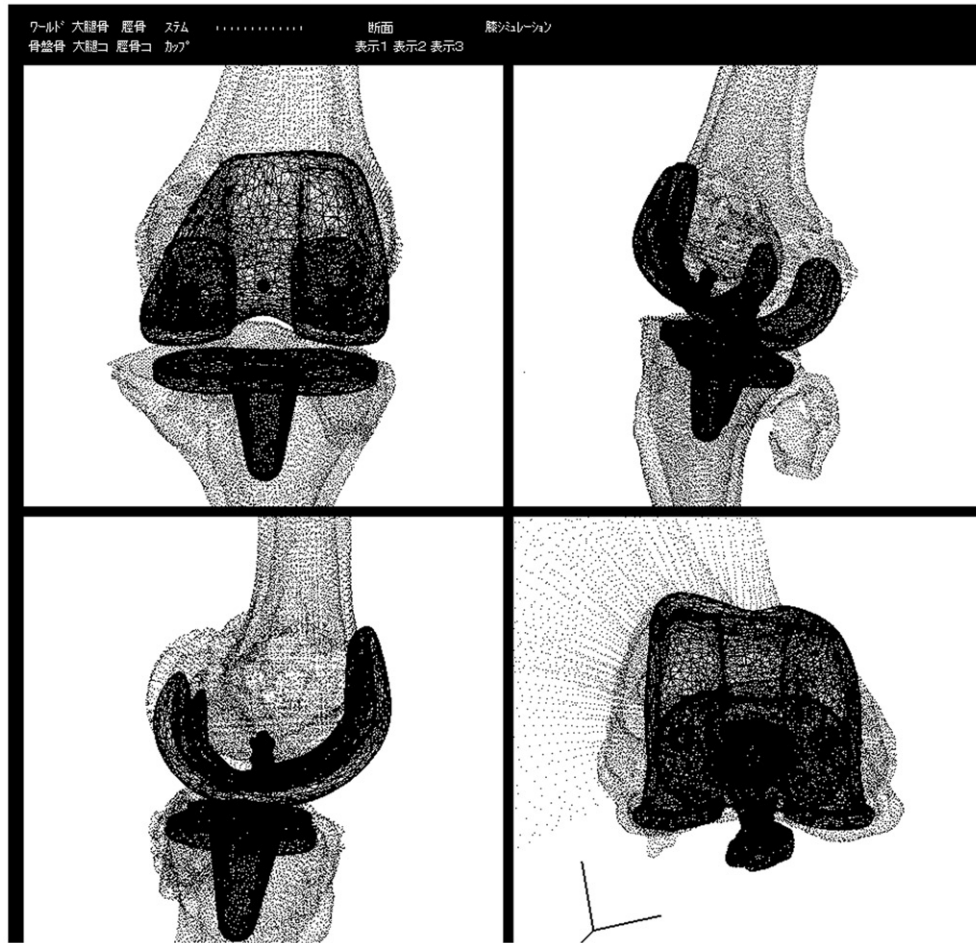 ワールド 大腿骨 脛骨 ステム 断面 膝シミュレーション
骨盤骨 大腿コ 脛骨コ カップ 表示1 表示2 表示3